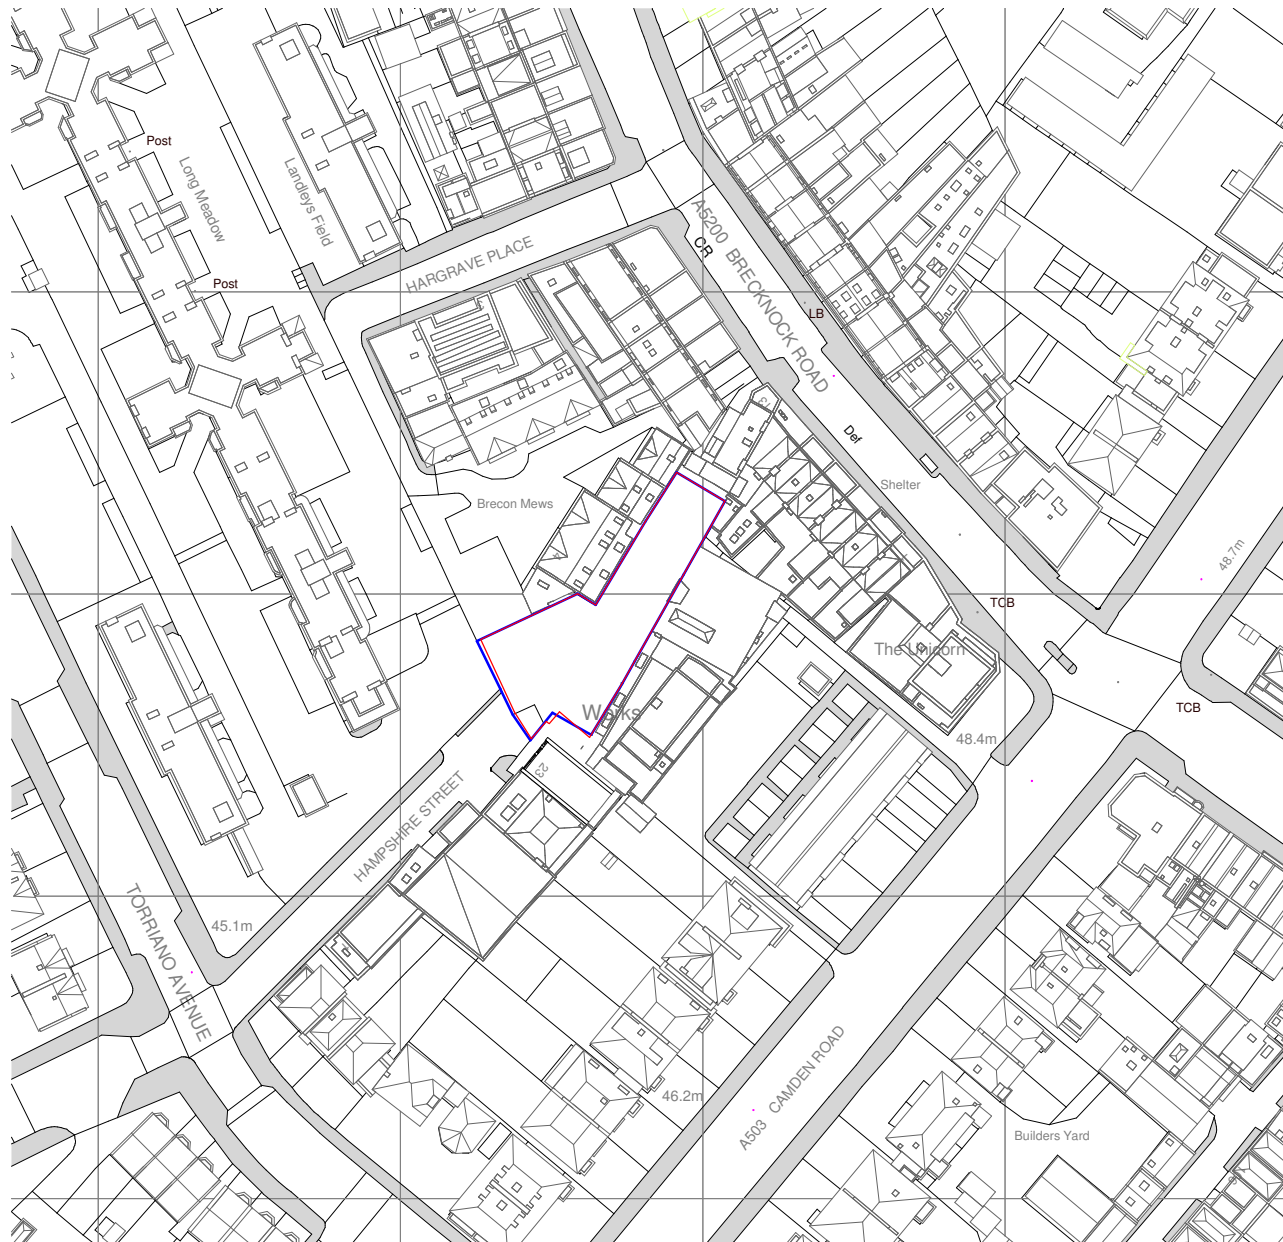 Post
Long Meadow
Landleys Field
Post
HARGRAVE PLACE
A5200 BRECKNOCK ROAD
CR
LB
13
Def
Shelter
Brecon Mews
48.7m
TCB
The Unicorn
TCB
Works
48.4m
23
HAMPSHIRE STREET
45.1m
TORRIANO AVENUE
46.2m
A503 CAMDEN ROAD
Builders Yard